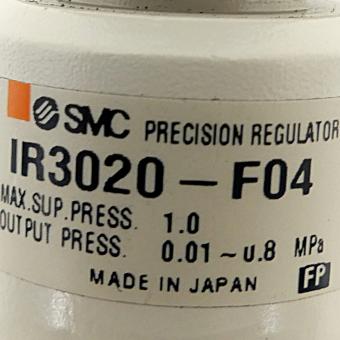 SMC PRECISION REGULATOR
IR3020-F04
MAX.SUP.PRESS. 1.0
OUTPUT PRESS. 0.01~0.8 MPa
MADE IN JAPAN FP